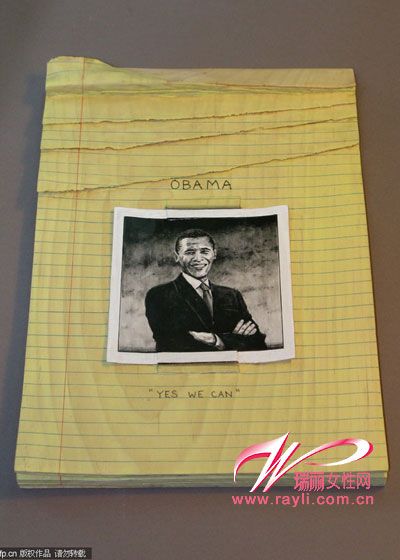 OBAMA
"YES WE CAN"
瑞丽女性网
www.rayli.com.cn
fp.cn 版权作品 请勿转载